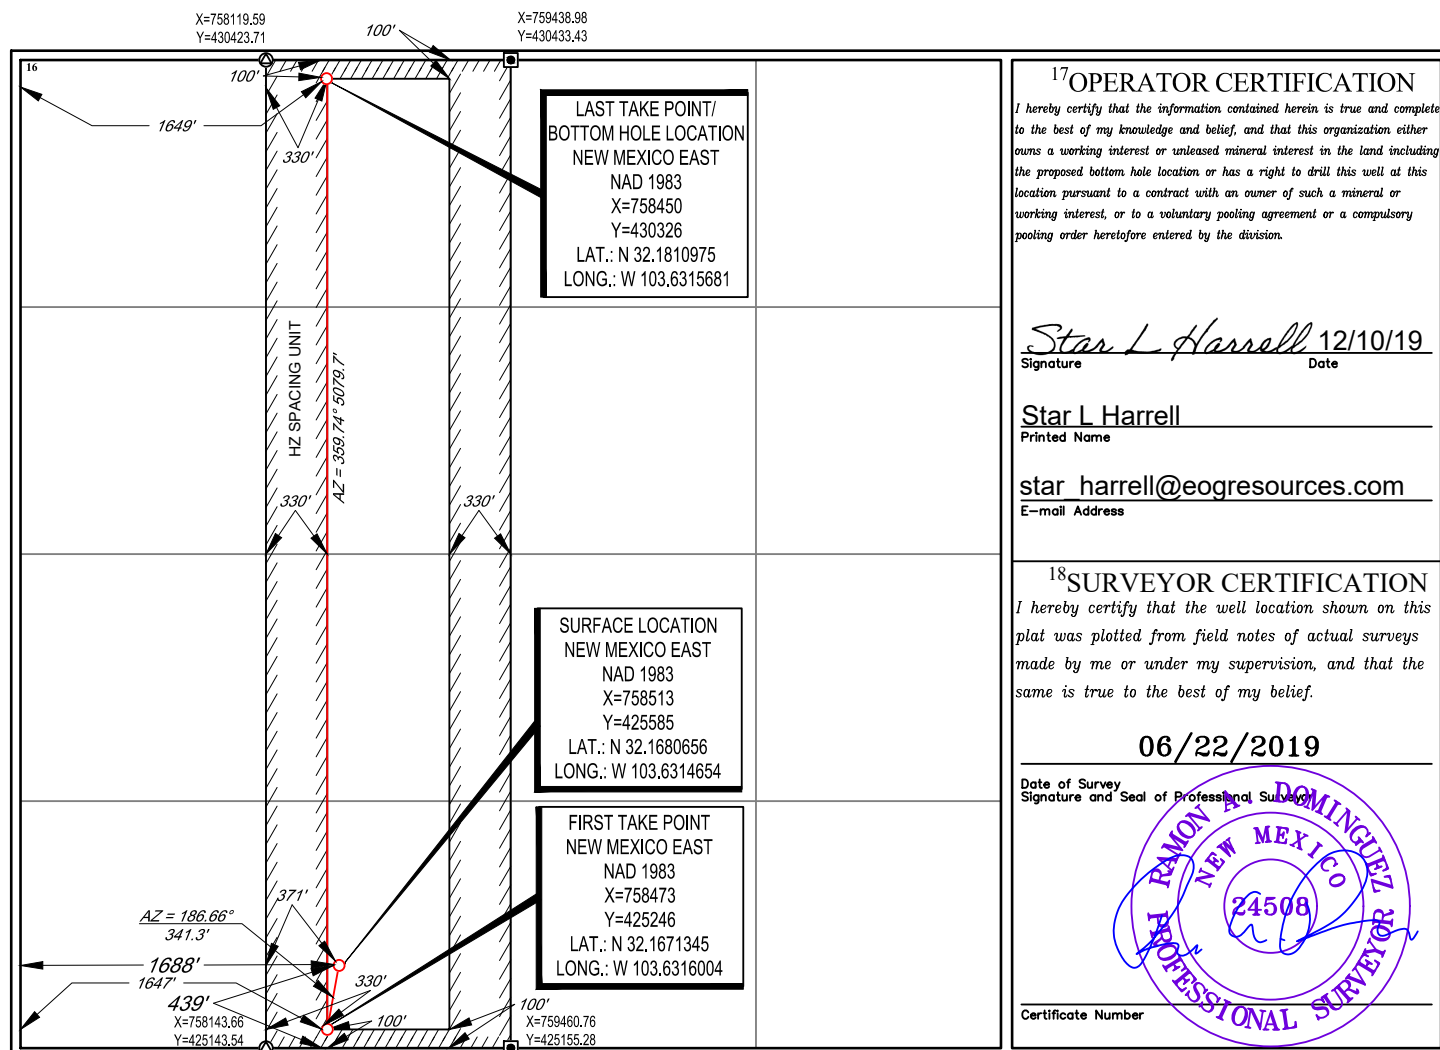 X=758119.59
Y=430423.71
100'
X=759438.98
Y=430433.43
16
100'
1649'
330'
LAST TAKE POINT/
BOTTOM HOLE LOCATION
NEW MEXICO EAST
NAD 1983
X=758450
Y=430326
LAT.: N 32.1810975
LONG.: W 103.6315681
HZ SPACING UNIT
AZ = 359.74° 5079.7'
330'
330'
SURFACE LOCATION
NEW MEXICO EAST
NAD 1983
X=758513
Y=425585
LAT.: N 32.1680656
LONG.: W 103.6314654
FIRST TAKE POINT
NEW MEXICO EAST
NAD 1983
X=758473
Y=425246
LAT.: N 32.1671345
LONG.: W 103.6316004
371'
AZ = 186.66°
341.3'
1688'
1647'
330'
439'
100'
100'
X=758143.66
Y=425143.54
X=759460.76
Y=425155.28
17 OPERATOR CERTIFICATION
I hereby certify that the information contained herein is true and complete
to the best of my knowledge and belief, and that this organization either
owns a working interest or unleased mineral interest in the land including
the proposed bottom hole location or has a right to drill this well at this
location pursuant to a contract with an owner of such a mineral or
working interest, or to a voluntary pooling agreement or a compulsory
pooling order heretofore entered by the division.
Star L Harrell 12/10/19
Signature Date
Star L Harrell
Printed Name
star_harrell@eogresources.com
E-mail Address
18 SURVEYOR CERTIFICATION
I hereby certify that the well location shown on this
plat was plotted from field notes of actual surveys
made by me or under my supervision, and that the
same is true to the best of my belief.
06/22/2019
Date of Survey
Signature and Seal of Professional Surveyor
RAMON A. DOMINGUEZ
NEW MEXICO
24508
PROFESSIONAL SURVEYOR
Certificate Number